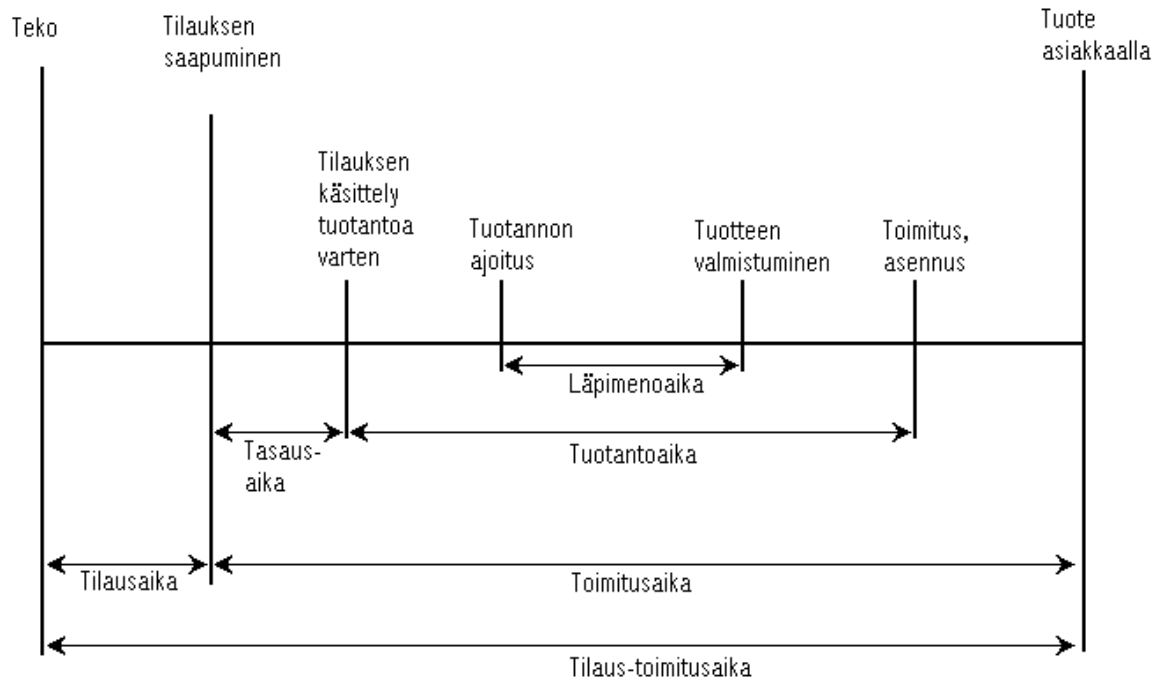 Teko
Tilauksen
saapuminen
Tuote
asiakkaalla
Tilauksen
käsittely
tuotantoa
varten
Tuotannon
ajoitus
Tuotteen
valmistuminen
Toimitus,
asennus
Läpimenoaika
Tasaus-
aika
Tuotantoaika
Tilausaika
Toimitusaika
Tilaus-toimitusaika